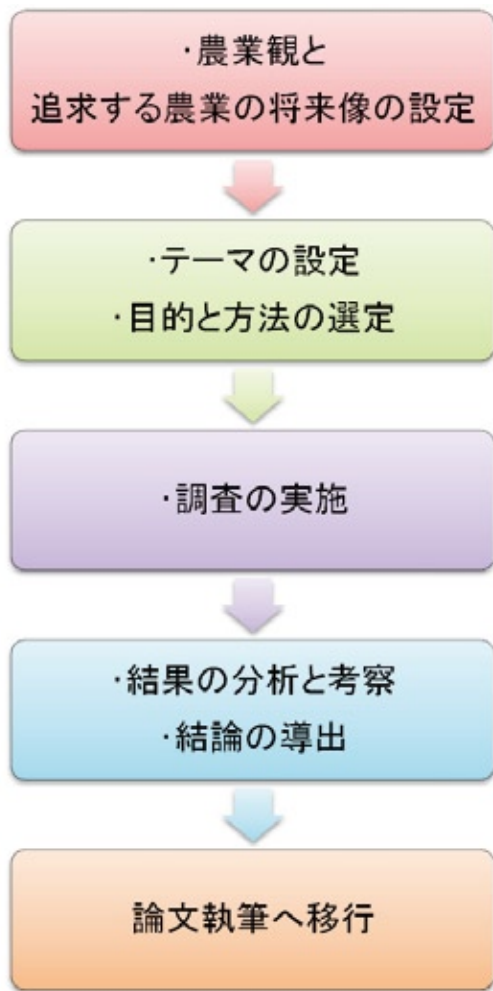 ・農業観と
追求する農業の将来像の設定
・テーマの設定
・目的と方法の選定
・調査の実施
・結果の分析と考察
・結論の導出
論文執筆へ移行